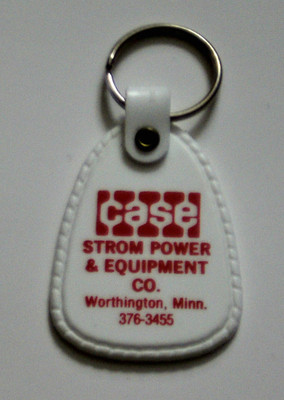 case
STROM POWER
& EQUIPMENT
CO.
Worthington, Minn.
376-3455